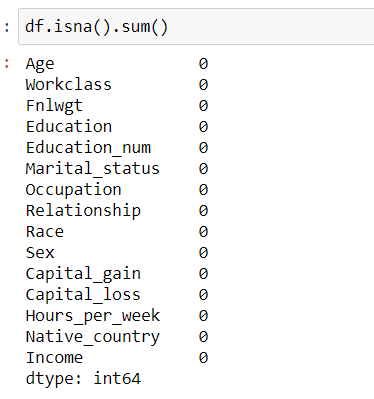 : df.isna().sum()
: Age 0
Workclass 0
Fnlwgt 0
Education 0
Education_num 0
Marital_status 0
Occupation 0
Relationship 0
Race 0
Sex 0
Capital_gain 0
Capital_loss 0
Hours_per_week 0
Native_country 0
Income 0
dtype: int64